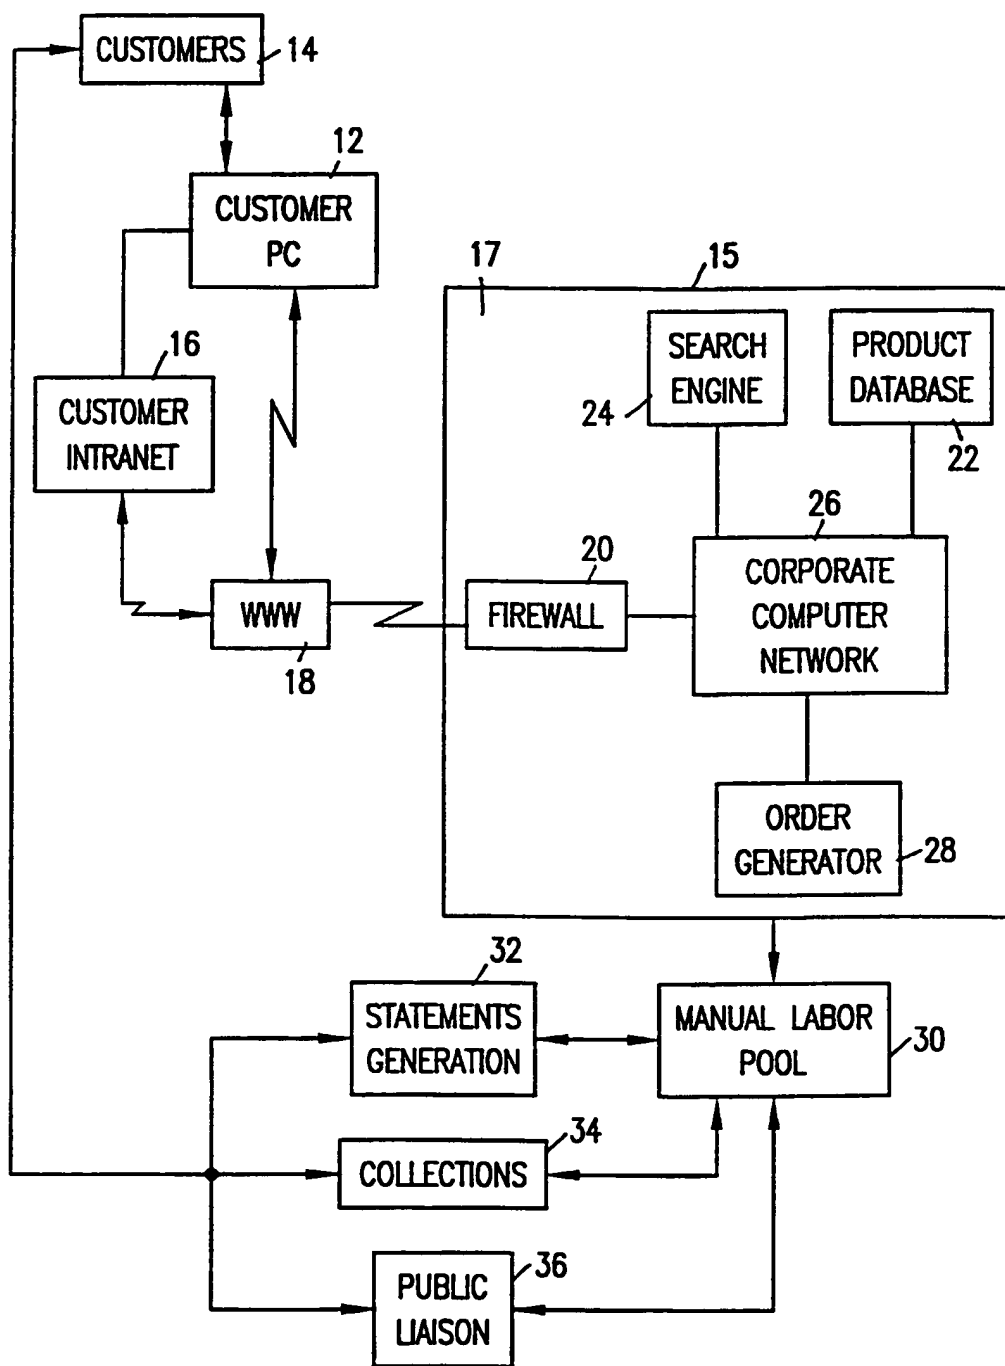 CUSTOMERS
14
12
CUSTOMER
PC
16
CUSTOMER
INTRANET
WWW
18
17
15
SEARCH
ENGINE
24
PRODUCT
DATABASE
22
26
CORPORATE
COMPUTER
NETWORK
20
FIREWALL
ORDER
GENERATOR
28
32
STATEMENTS
GENERATION
MANUAL LABOR
POOL
30
34
COLLECTIONS
36
PUBLIC
LIAISON